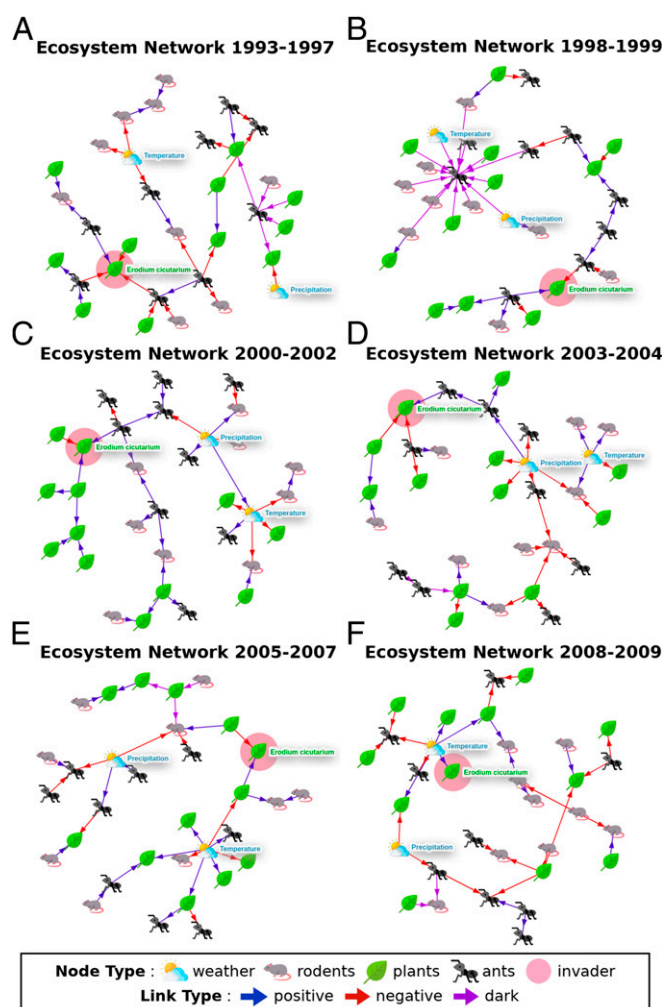 A
Ecosystem Network 1993-1997
Temperature
Erodium cicutarium
Precipitation
B
Ecosystem Network 1998-1999
Temperature
Precipitation
Erodium cicutarium
C
Ecosystem Network 2000-2002
Erodium cicutarium
Precipitation
Temperature
D
Ecosystem Network 2003-2004
Erodium cicutarium
Precipitation
Temperature
E
Ecosystem Network 2005-2007
Erodium cicutarium
Precipitation
Temperature
F
Ecosystem Network 2008-2009
Temperature
Erodium cicutarium
Precipitation
Node Type : weather rodents plants ants invader
Link Type : positive negative dark